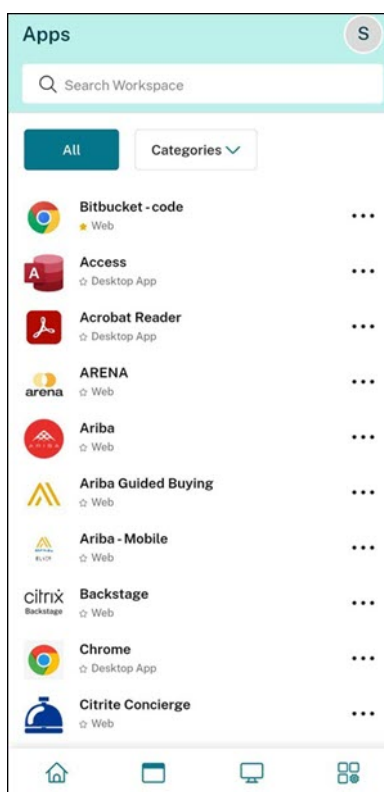 Apps
S
Search Workspace
All
Categories
Bitbucket - code
Web
Access
A
Desktop App
Acrobat Reader
Desktop App
ARENA
arena
Web
Ariba
ARIBA
Web
Ariba Guided Buying
Web
Ariba - Mobile
Web
citrix
Backstage
Backstage
Web
Chrome
Desktop App
Citrite Concierge
Web